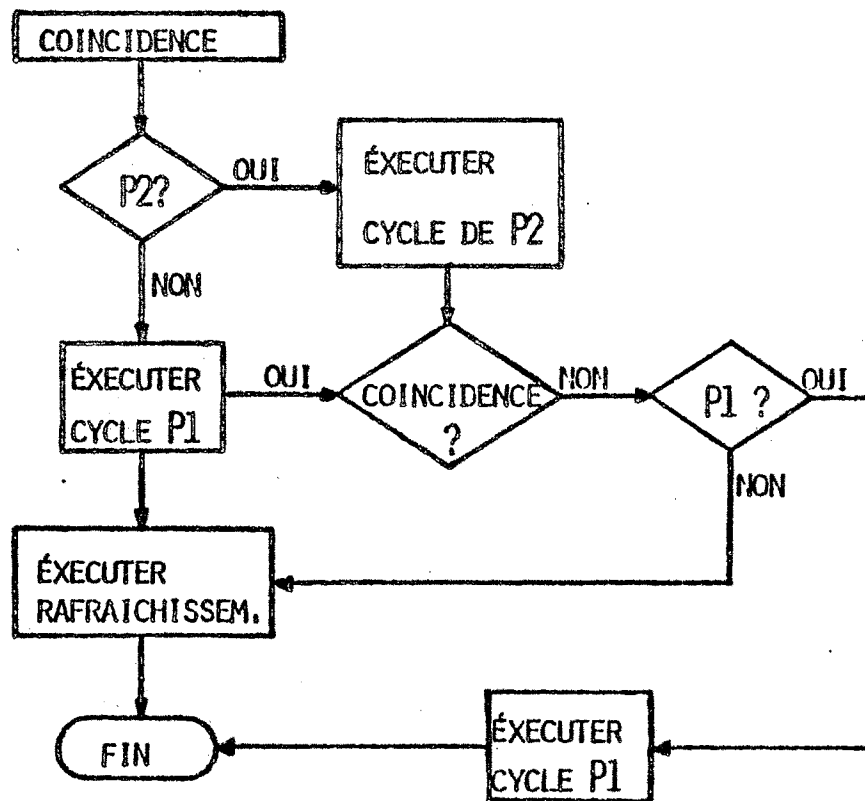 COINCIDENCE
P2?
OUI
ÉXECUTER
CYCLE DE P2
NON
ÉXECUTER
CYCLE P1
OUI
COINCIDENCE
?
NON
P1 ?
OUI
NON
ÉXECUTER
RAFRAICHISSEM.
FIN
ÉXECUTER
CYCLE P1